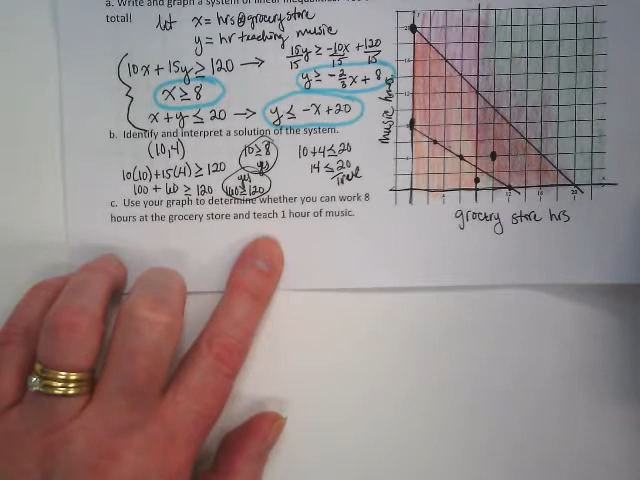 a. Write and graph a system of linear inequalities
total!
let x = hrs @ grocery store
y = hr teaching music
10x + 15y ≥ 120 → 15y/15 ≥ -10x/15 + 120/15
y ≥ -2/3x + 8
x ≥ 8
x + y ≤ 20 → y ≤ -x + 20
b. Identify and interpret a solution of the system.
(10,4)
10(10)+15(4) ≥ 120
100 + 60 ≥ 120
10 ≥ 8
yes
yes
160 ≥ 120
10+4 ≤ 20
14 ≤ 20
True
c. Use your graph to determine whether you can work 8
hours at the grocery store and teach 1 hour of music.
music hours
grocery store hrs